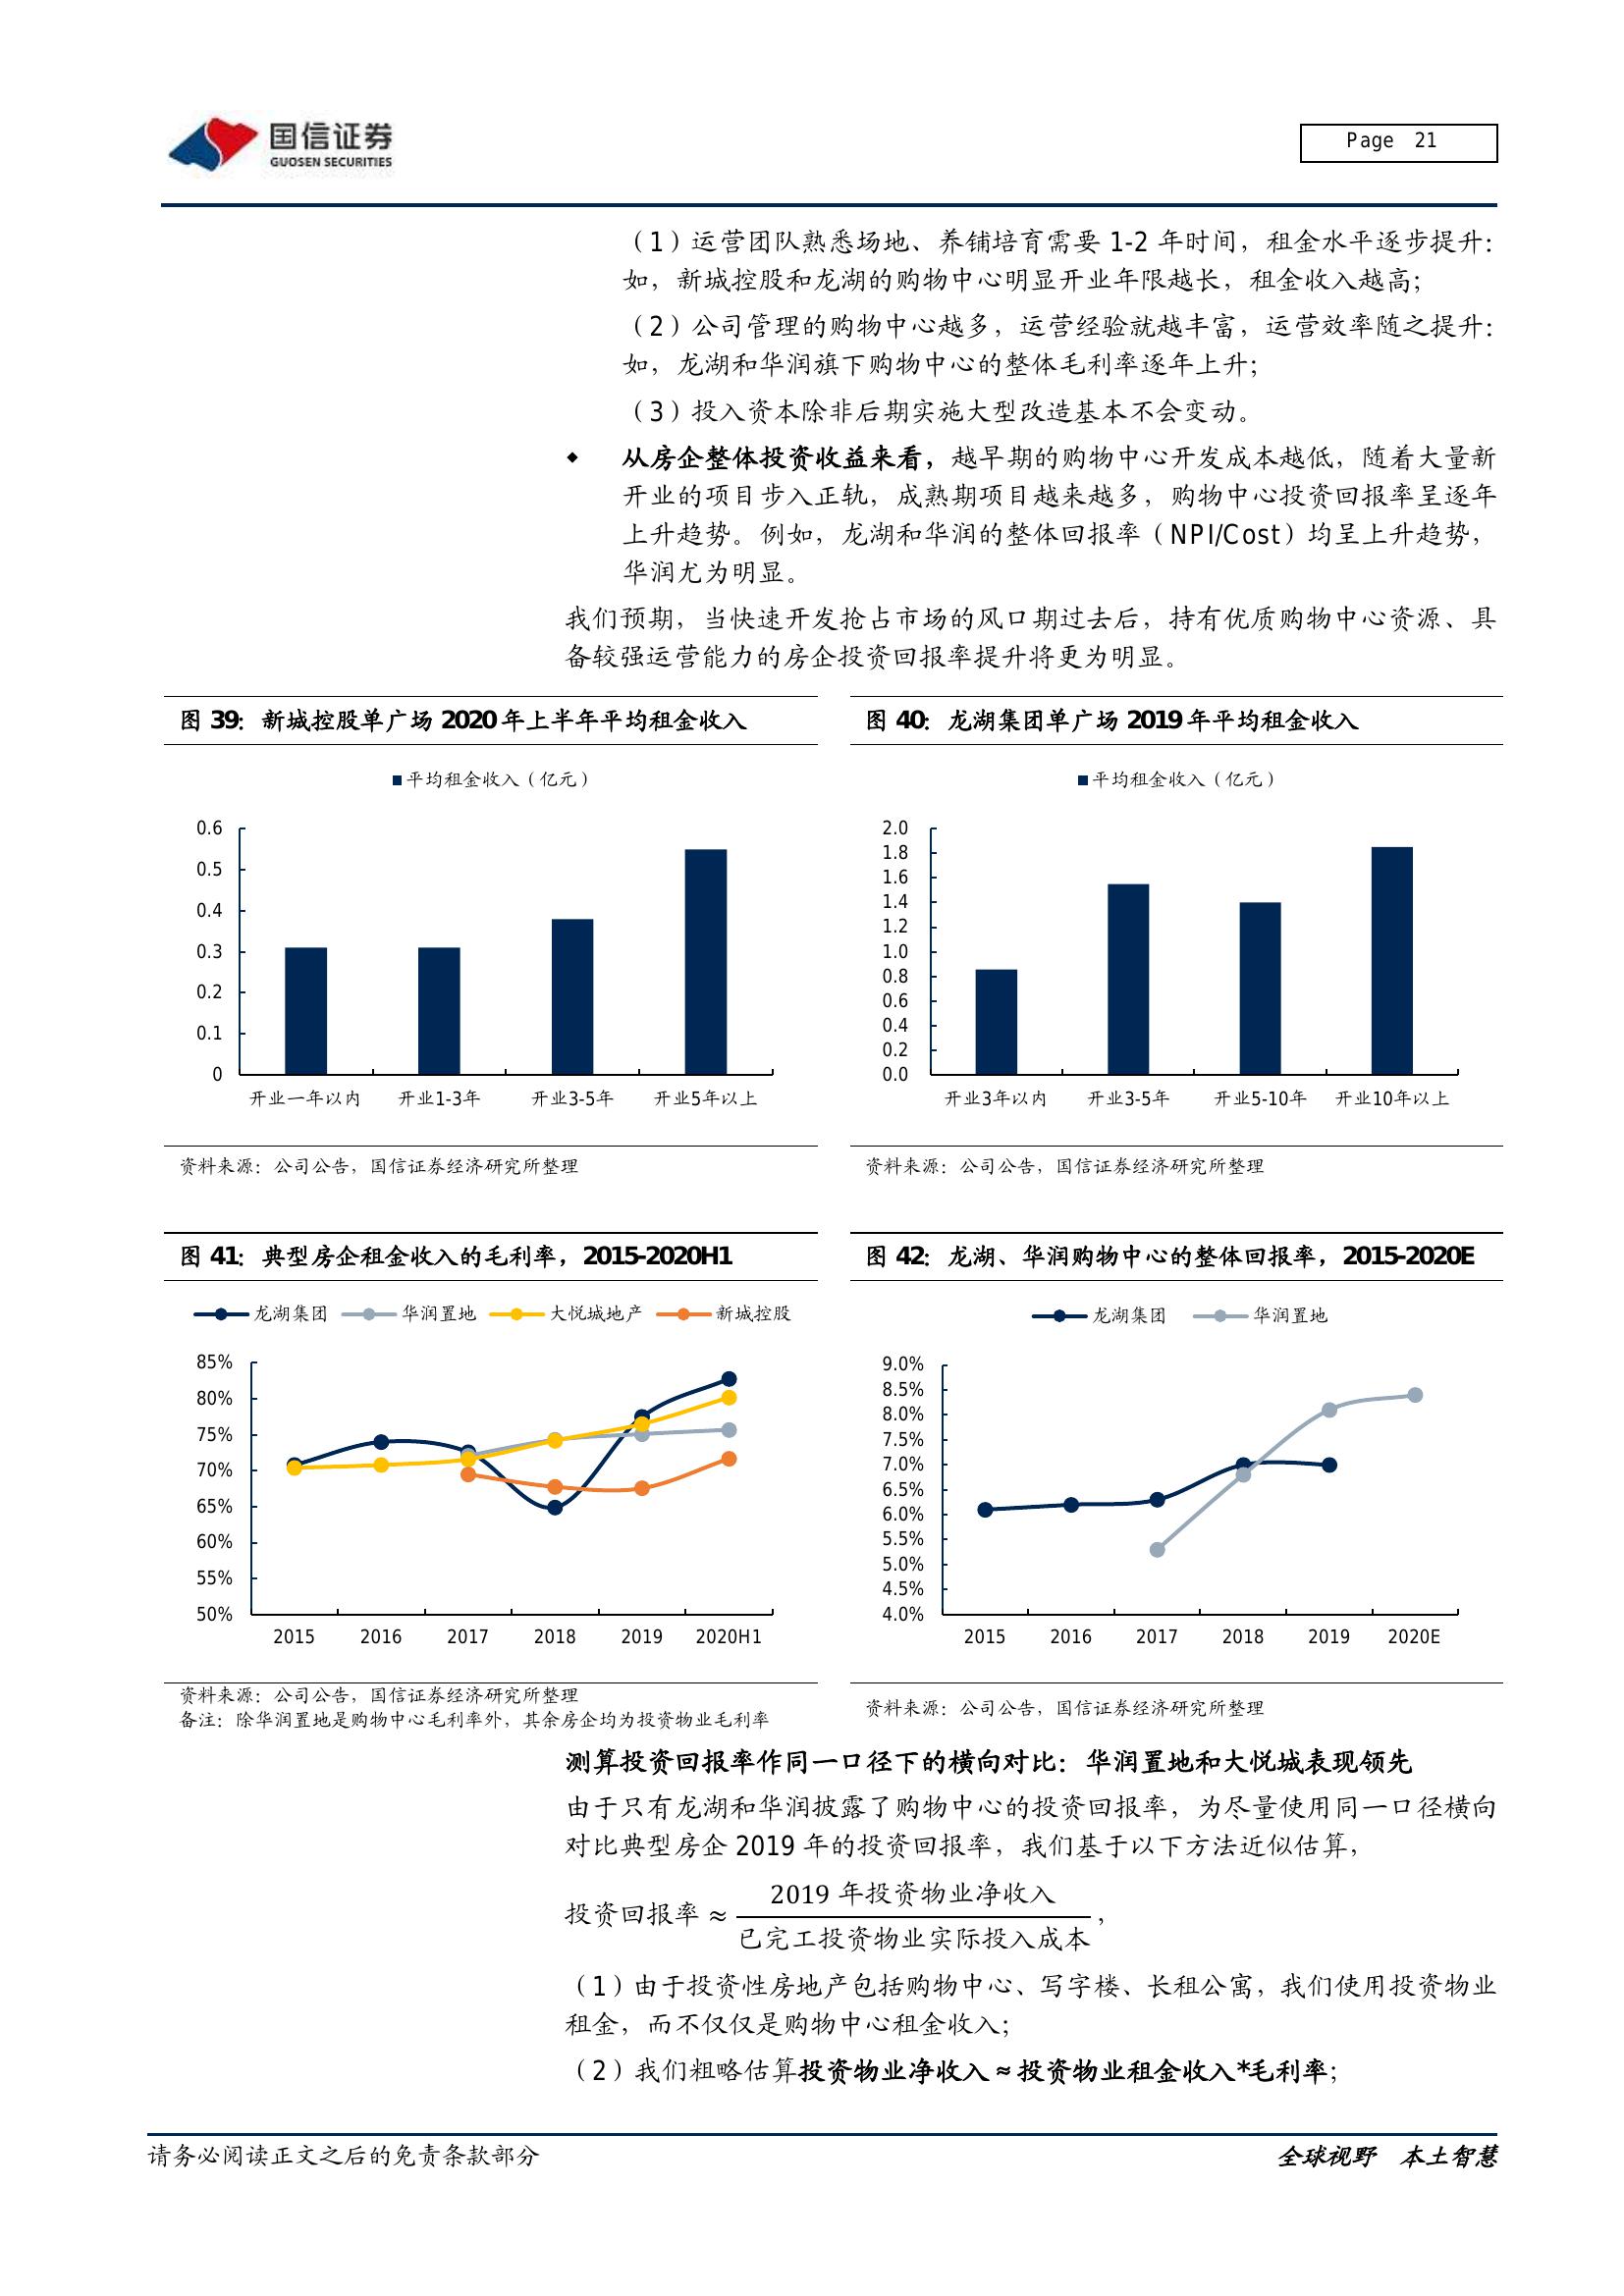 国信证券
GUOSEN SECURITIES
Page 21
（1）运营团队熟悉场地、养铺培育需要 1-2 年时间，租金水平逐步提升：
如，新城控股和龙湖的购物中心明显开业年限越长，租金收入越高；
（2）公司管理的购物中心越多，运营经验就越丰富，运营效率随之提升：
如，龙湖和华润旗下购物中心的整体毛利率逐年上升；
（3）投入资本除非后期实施大型改造基本不会变动。
◆ 从房企整体投资收益来看，越早期的购物中心开发成本越低，随着大量新
开业的项目步入正轨，成熟期项目越来越多，购物中心投资回报率呈逐年
上升趋势。例如，龙湖和华润的整体回报率（NPI/Cost）均呈上升趋势，
华润尤为明显。
我们预期，当快速开发抢占市场的风口期过去后，持有优质购物中心资源、具
备较强运营能力的房企投资回报率提升将更为明显。
图 39：新城控股单广场 2020 年上半年平均租金收入
平均租金收入（亿元）
0.6
0.5
0.4
0.3
0.2
0.1
0
开业一年以内 开业1-3年 开业3-5年 开业5年以上
资料来源：公司公告，国信证券经济研究所整理
图 40：龙湖集团单广场 2019 年平均租金收入
平均租金收入（亿元）
2.0
1.8
1.6
1.4
1.2
1.0
0.8
0.6
0.4
0.2
0.0
开业3年以内 开业3-5年 开业5-10年 开业10年以上
资料来源：公司公告，国信证券经济研究所整理
图 41：典型房企租金收入的毛利率，2015-2020H1
龙湖集团 华润置地 大悦城地产 新城控股
85%
80%
75%
70%
65%
60%
55%
50%
2015 2016 2017 2018 2019 2020H1
资料来源：公司公告，国信证券经济研究所整理
备注：除华润置地是购物中心毛利率外，其余房企均为投资物业毛利率
图 42：龙湖、华润购物中心的整体回报率，2015-2020E
龙湖集团 华润置地
9.0%
8.5%
8.0%
7.5%
7.0%
6.5%
6.0%
5.5%
5.0%
4.5%
4.0%
2015 2016 2017 2018 2019 2020E
资料来源：公司公告，国信证券经济研究所整理
测算投资回报率作同一口径下的横向对比：华润置地和大悦城表现领先
由于只有龙湖和华润披露了购物中心的投资回报率，为尽量使用同一口径横向
对比典型房企 2019 年的投资回报率，我们基于以下方法近似估算，
2019 年投资物业净收入
投资回报率 ≈ ，
已完工投资物业实际投入成本
（1）由于投资性房地产包括购物中心、写字楼、长租公寓，我们使用投资物业
租金，而不仅仅是购物中心租金收入；
（2）我们粗略估算投资物业净收入 ≈ 投资物业租金收入*毛利率；
请务必阅读正文之后的免责条款部分
全球视野 本土智慧